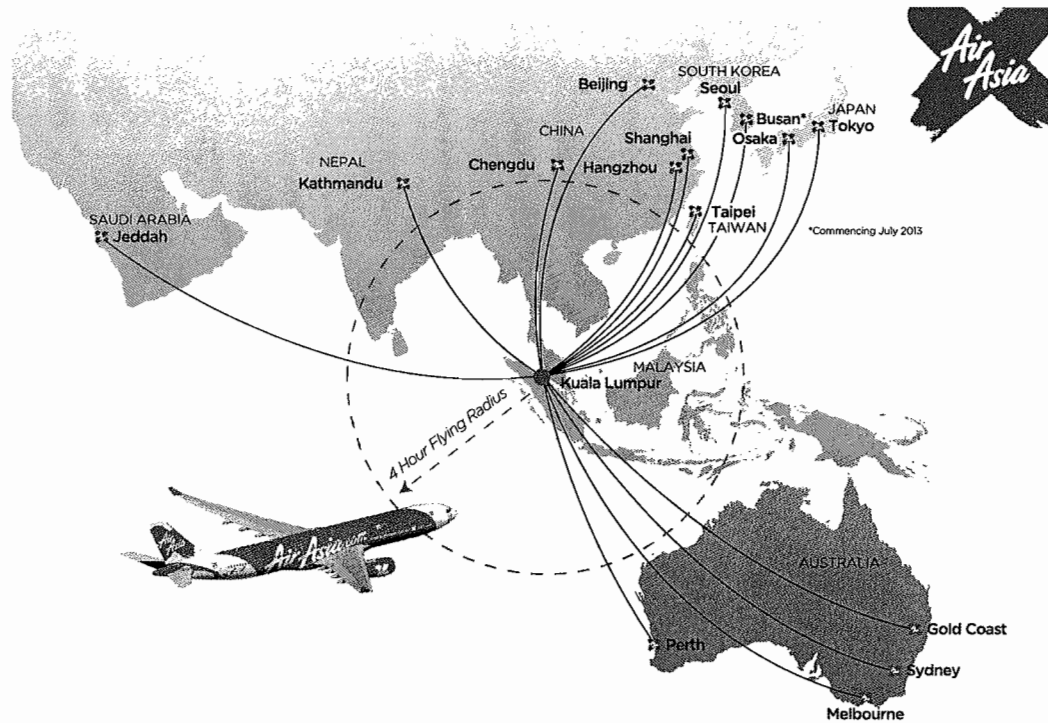 Air
Asia
Beijing
SOUTH KOREA
Seoul
Busan*
JAPAN
Tokyo
Osaka
CHINA
Shanghai
Chengdu
Hangzhou
NEPAL
Kathmandu
Taipei
TAIWAN
SAUDI ARABIA
Jeddah
*Commencing July 2013
MALAYSIA
Kuala Lumpur
4 Hour Flying Radius
AirAsia.com
AUSTRALIA
Gold Coast
Perth
Sydney
Melbourne